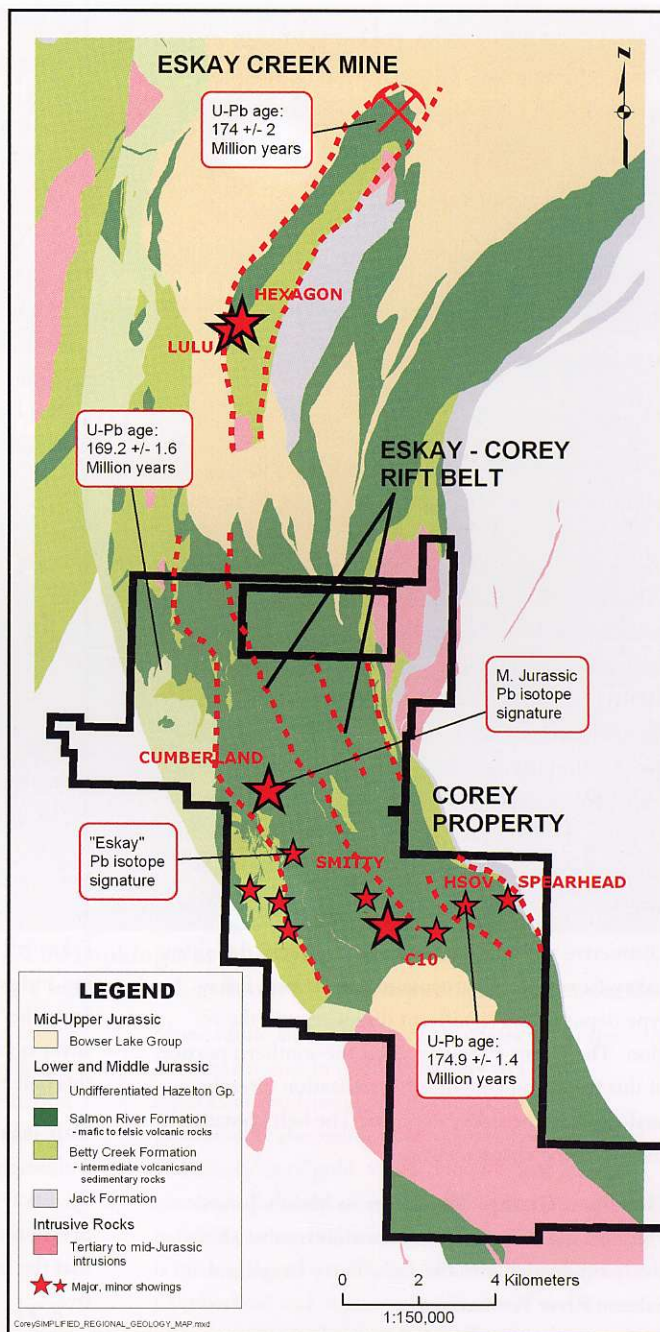 ESKAY CREEK MINE
U-Pb age:
174 +/- 2
Million years
N
HEXAGON
LULU
U-Pb age:
169.2 +/- 1.6
Million years
ESKAY - COREY
RIFT BELT
M. Jurassic
Pb isotope
signature
CUMBERLAND
COREY
PROPERTY
"Eskay"
Pb isotope
signature
SMITTY
HSOV
SPEARHEAD
C10
U-Pb age:
174.9 +/- 1.4
Million years
LEGEND
Mid-Upper Jurassic
Bowser Lake Group
Lower and Middle Jurassic
Undifferentiated Hazelton Gp.
Salmon River Formation
- mafic to felsic volcanic rocks
Betty Creek Formation
- intermediate volcanicsand
sedimentary rocks
Jack Formation
Intrusive Rocks
Tertiary to mid-Jurassic
intrusions
Major, minor showings
0 2 4 Kilometers
1:150,000
CoreySIMPLIFIED_REGIONAL_GEOLOGY_MAP.mxd